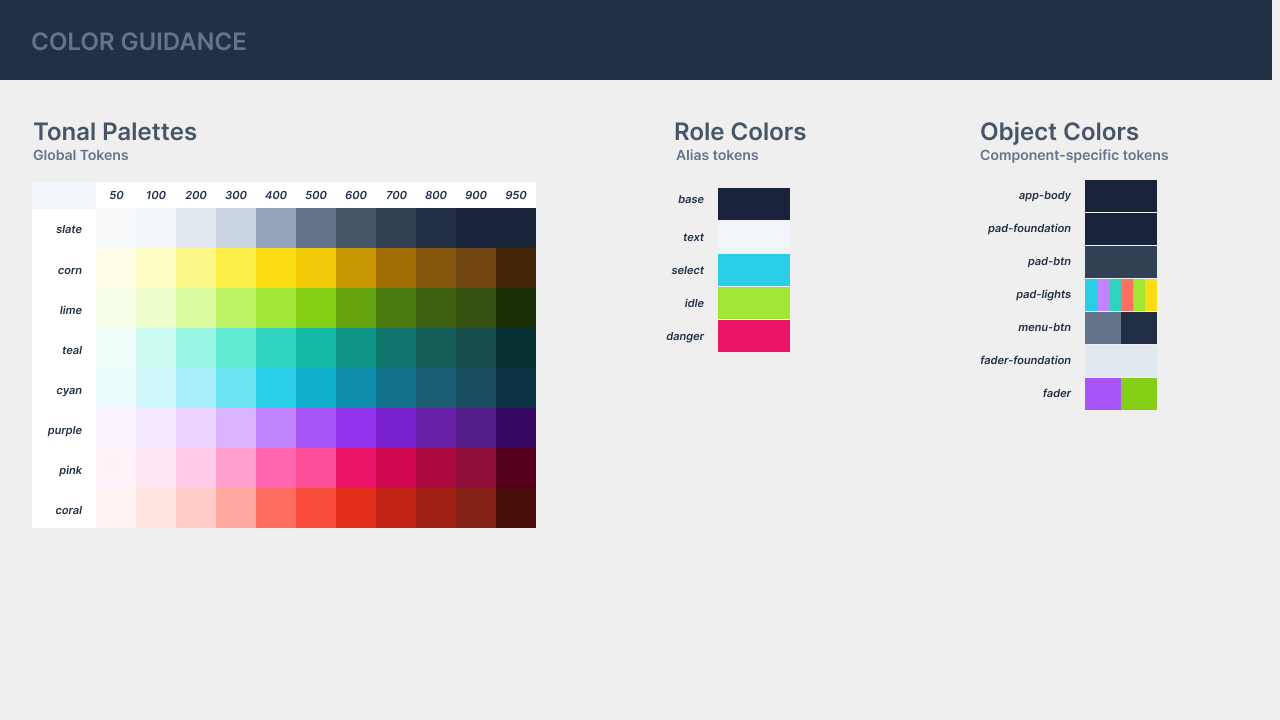 COLOR GUIDANCE
Tonal Palettes
Global Tokens
50 100 200 300 400 500 600 700 800 900 950
slate
corn
lime
teal
cyan
purple
pink
coral
Role Colors
Alias tokens
base
text
select
idle
danger
Object Colors
Component-specific tokens
app-body
pad-foundation
pad-btn
pad-lights
menu-btn
fader-foundation
fader